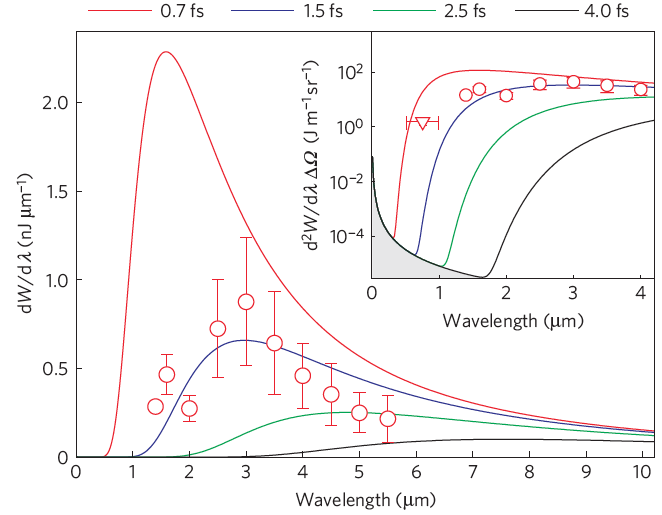 0.7 fs 1.5 fs 2.5 fs 4.0 fs
dW/dλ (nJ μm⁻¹)
2.0
1.5
1.0
0.5
0
0 1 2 3 4 5 6 7 8 9 10
Wavelength (μm)
d²W/dλ ΔΩ (J m⁻¹ sr⁻¹)
10²
10⁰
10⁻²
10⁻⁴
0 1 2 3 4
Wavelength (μm)